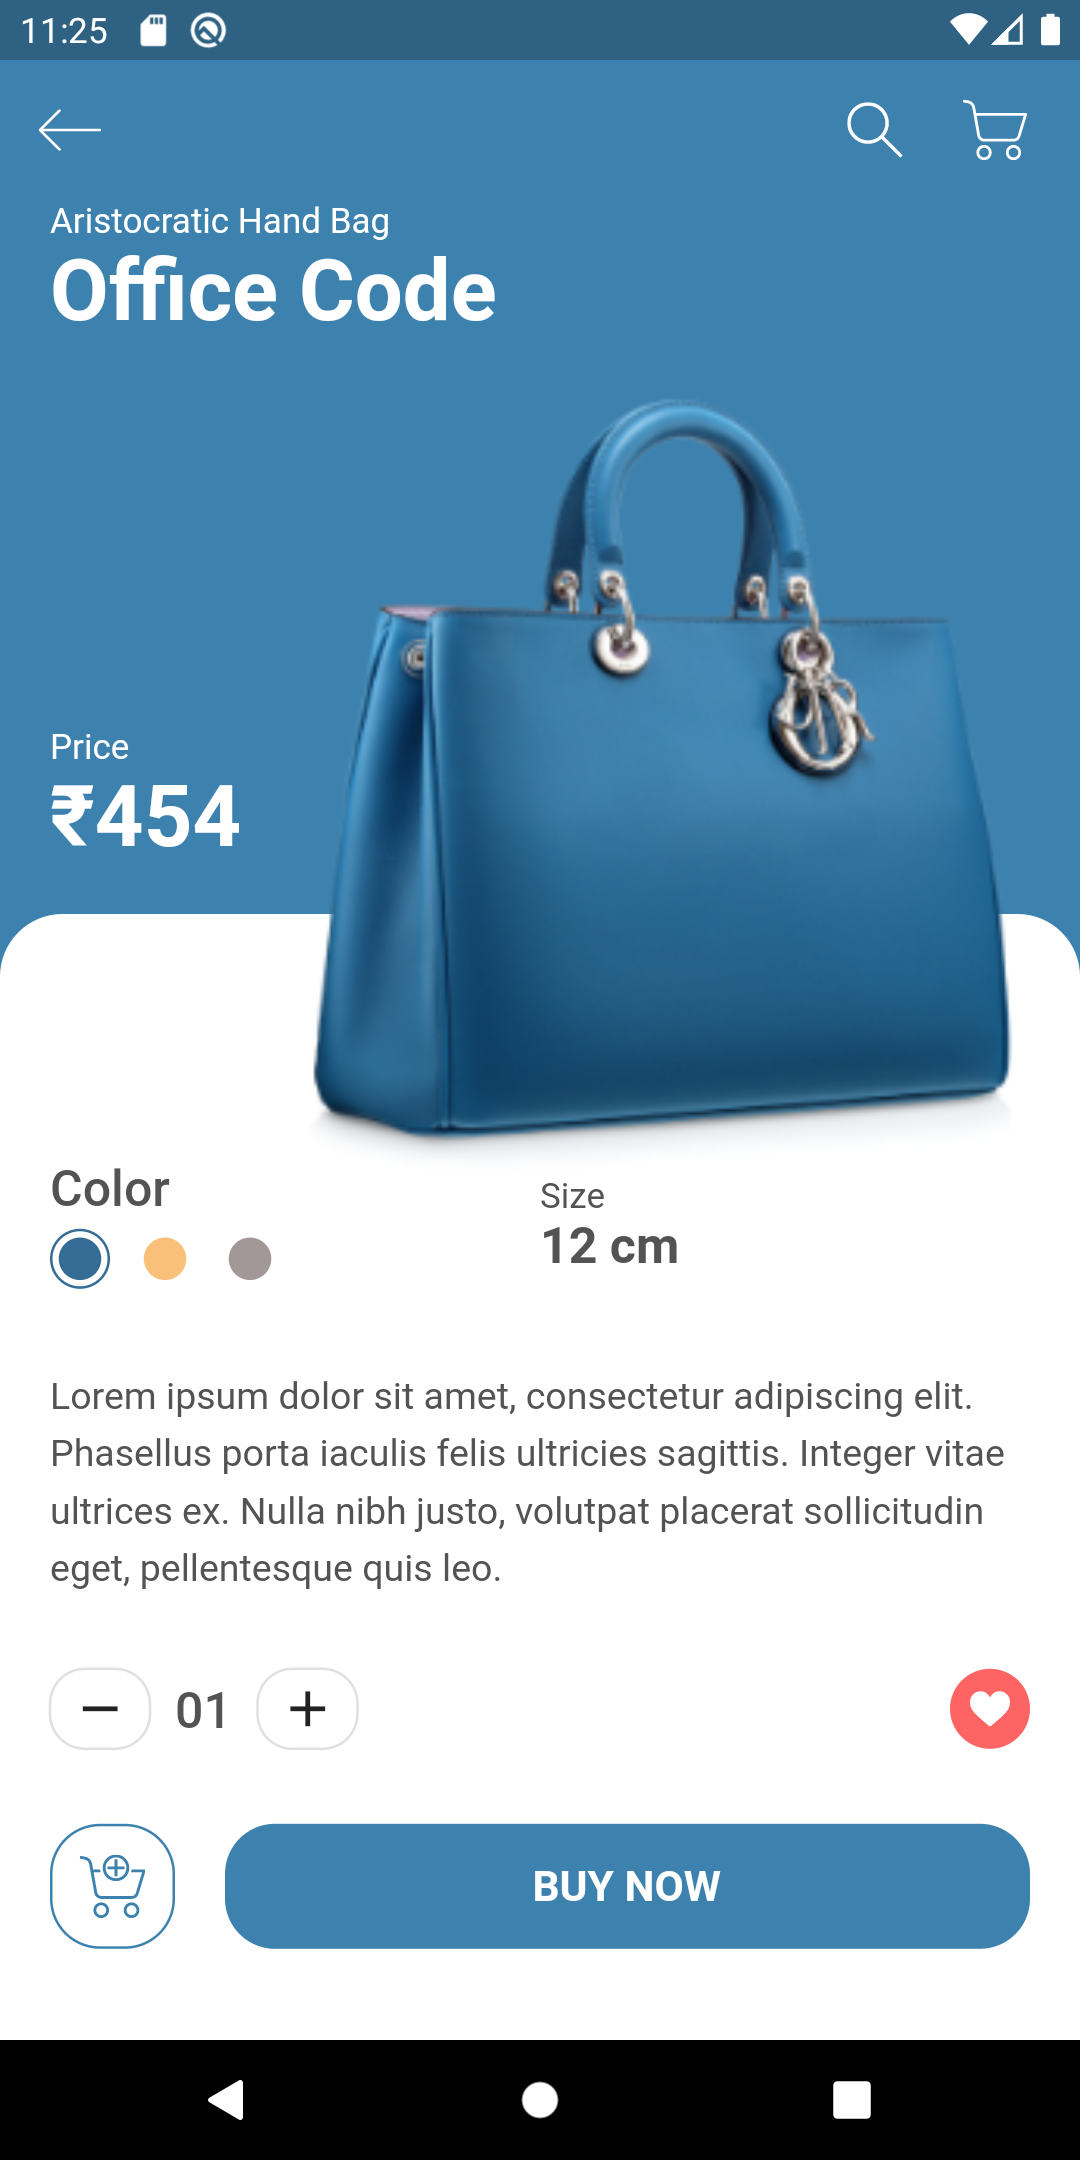 11:25
Aristocratic Hand Bag
Office Code
Price
₹454
Color
Size
12 cm
Lorem ipsum dolor sit amet, consectetur adipiscing elit.
Phasellus porta iaculis felis ultricies sagittis. Integer vitae
ultrices ex. Nulla nibh justo, volutpat placerat sollicitudin
eget, pellentesque quis leo.
01
BUY NOW